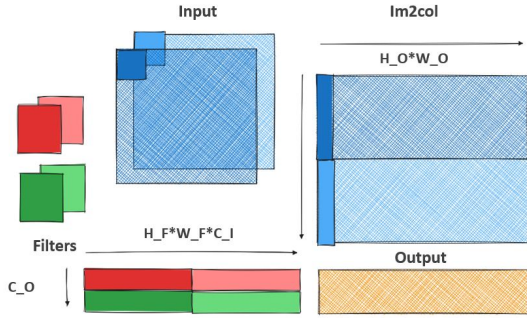 Input
Im2col
H_O*W_O
H_F*W_F*C_I
Filters
Output
C_O